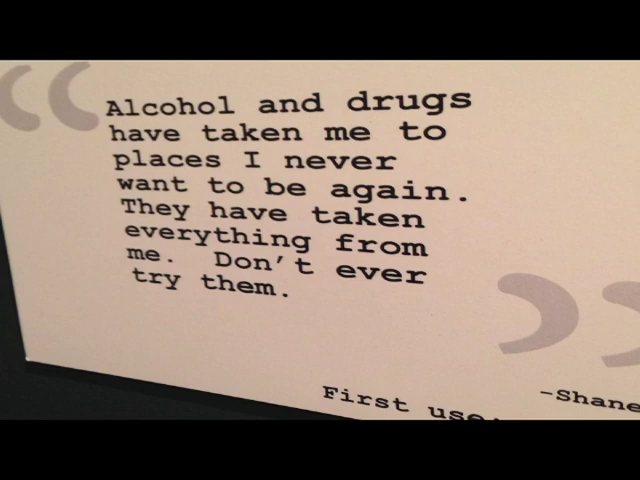 Alcohol and drugs
have taken me to
places I never
want to be again.
They have taken
everything from
me. Don't ever
try them.
-Shane
First use: